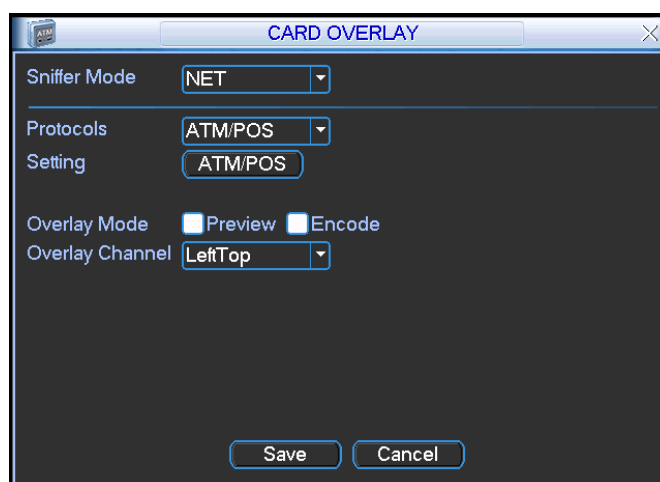 ATM
CARD OVERLAY
Sniffer Mode NET
Protocols ATM/POS
Setting ATM/POS
Overlay Mode Preview Encode
Overlay Channel LeftTop
Save Cancel